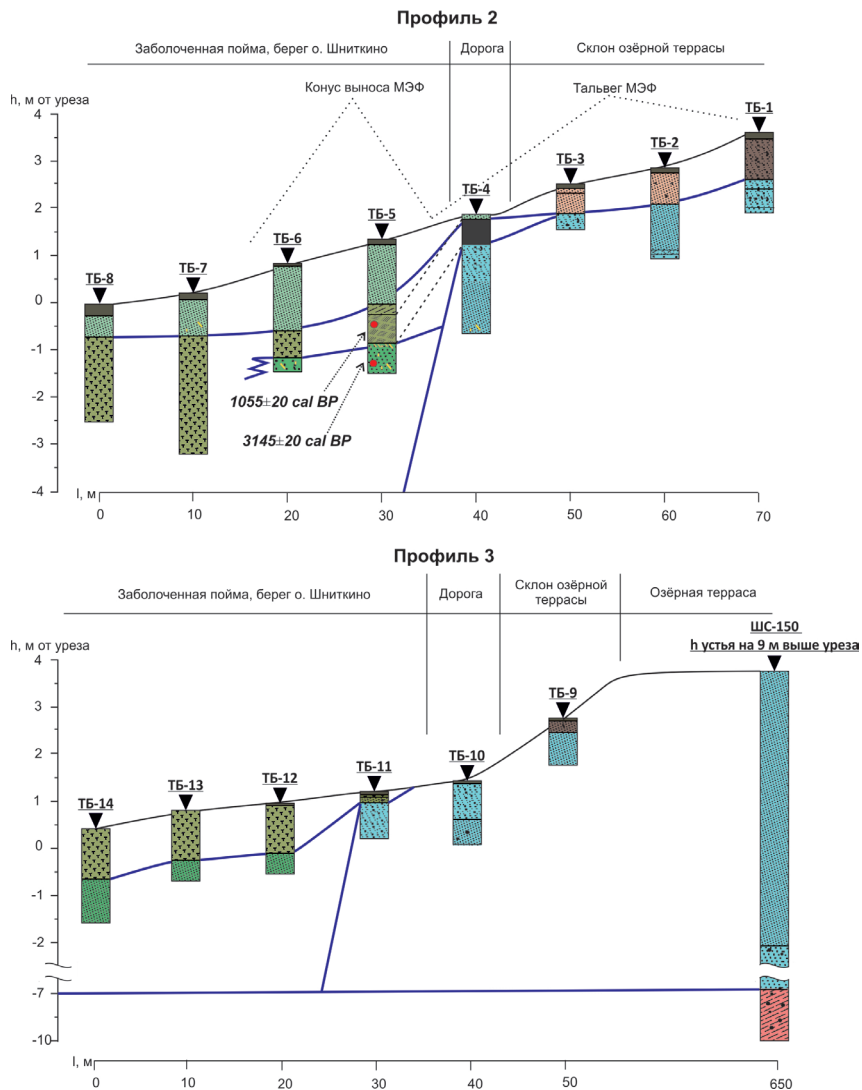 Профиль 2
Заболоченная пойма, берег о. Шниткино
Дорога
Склон озёрной террасы
Конус выноса МЭФ
Тальвег МЭФ
h, м от уреза
ТБ-1
ТБ-2
ТБ-3
ТБ-4
ТБ-5
ТБ-6
ТБ-7
ТБ-8
4
3
2
1
0
-1
-2
-3
-4
1055±20 cal BP
3145±20 cal BP
l, м
0 10 20 30 40 50 60 70
Профиль 3
Заболоченная пойма, берег о. Шниткино
Дорога
Склон озёрной
террасы
Озёрная терраса
h, м от уреза
ШС-150
h устья на 9 м выше уреза
ТБ-9
ТБ-10
ТБ-11
ТБ-12
ТБ-13
ТБ-14
4
3
2
1
0
-1
-2
-7
-10
l, м
0 10 20 30 40 50 650